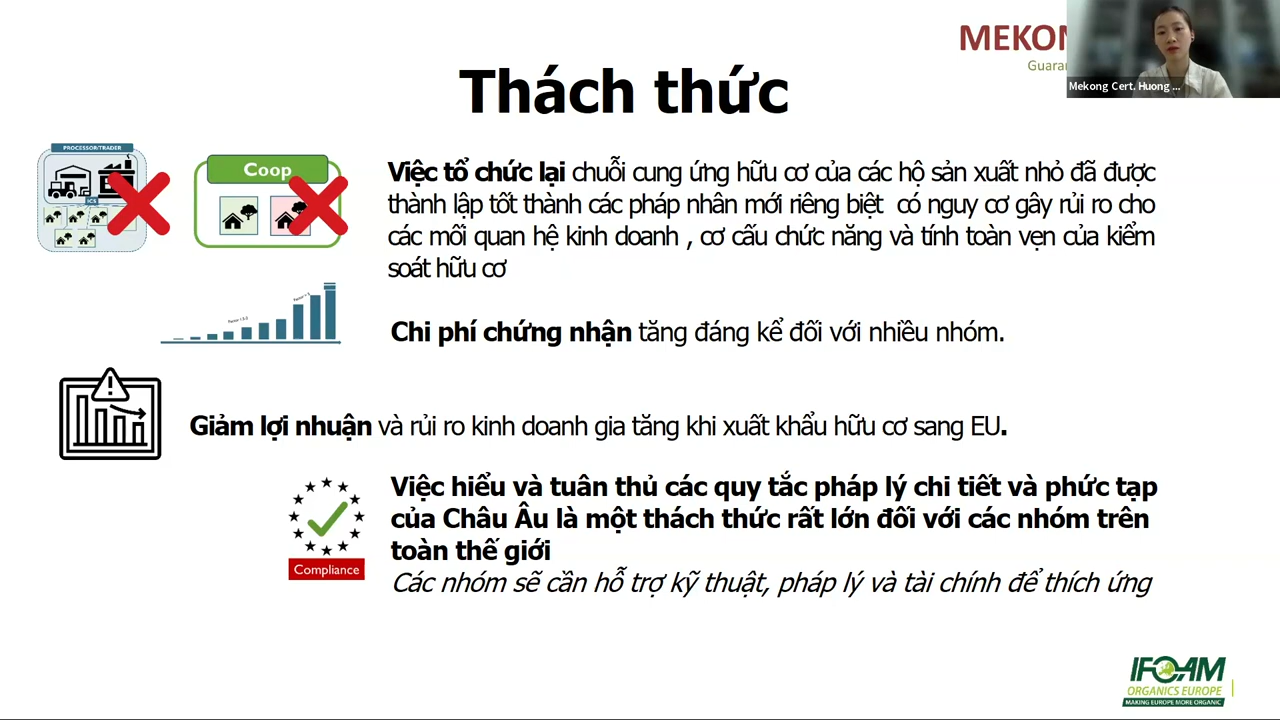 MEKON
Guarar
Mekong Cert. Huong ...
Thách thức
PROCESSOR/TRADER
ICS
Coop
Việc tổ chức lại chuỗi cung ứng hữu cơ của các hộ sản xuất nhỏ đã được
thành lập tốt thành các pháp nhân mới riêng biệt có nguy cơ gây rủi ro cho
các mối quan hệ kinh doanh , cơ cấu chức năng và tính toàn vẹn của kiểm
soát hữu cơ
Chi phí chứng nhận tăng đáng kể đối với nhiều nhóm.
Giảm lợi nhuận và rủi ro kinh doanh gia tăng khi xuất khẩu hữu cơ sang EU.
Việc hiểu và tuân thủ các quy tắc pháp lý chi tiết và phức tạp
của Châu Âu là một thách thức rất lớn đối với các nhóm trên
toàn thế giới
Compliance
Các nhóm sẽ cần hỗ trợ kỹ thuật, pháp lý và tài chính để thích ứng
IFOAM
ORGANICS EUROPE
MAKING EUROPE MORE ORGANIC